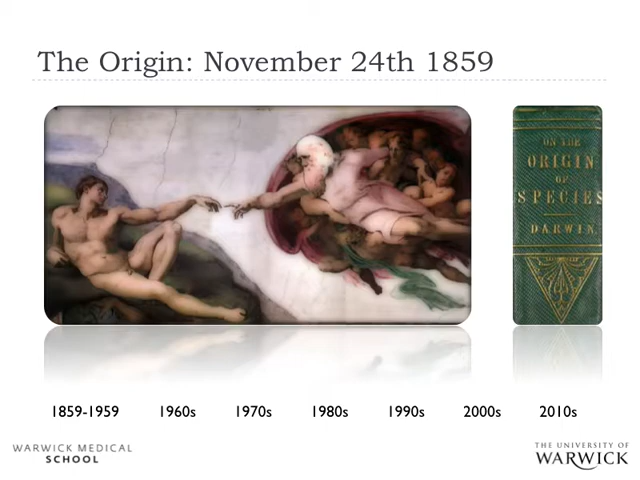 The Origin: November 24th 1859
ON THE
ORIGIN
OF
SPECIES
DARWIN.
1859-1959 1960s 1970s 1980s 1990s 2000s 2010s
WARWICK MEDICAL
SCHOOL
THE UNIVERSITY OF
WARWICK